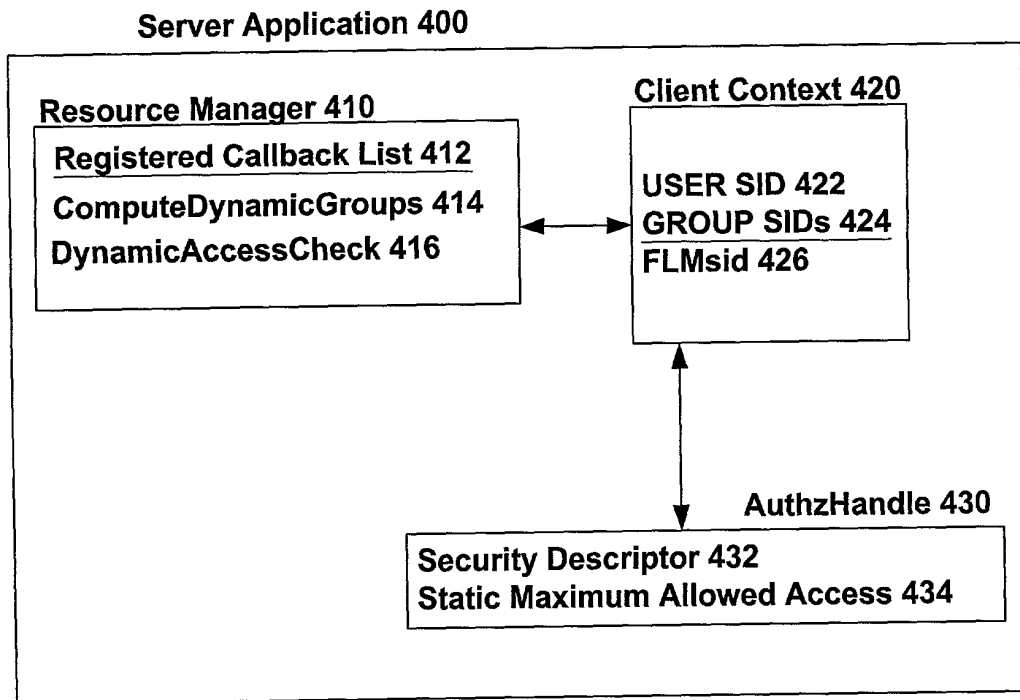 Server Application 400
Resource Manager 410
Registered Callback List 412
ComputeDynamicGroups 414
DynamicAccessCheck 416
Client Context 420
USER SID 422
GROUP SIDs 424
FLMsid 426
AuthzHandle 430
Security Descriptor 432
Static Maximum Allowed Access 434